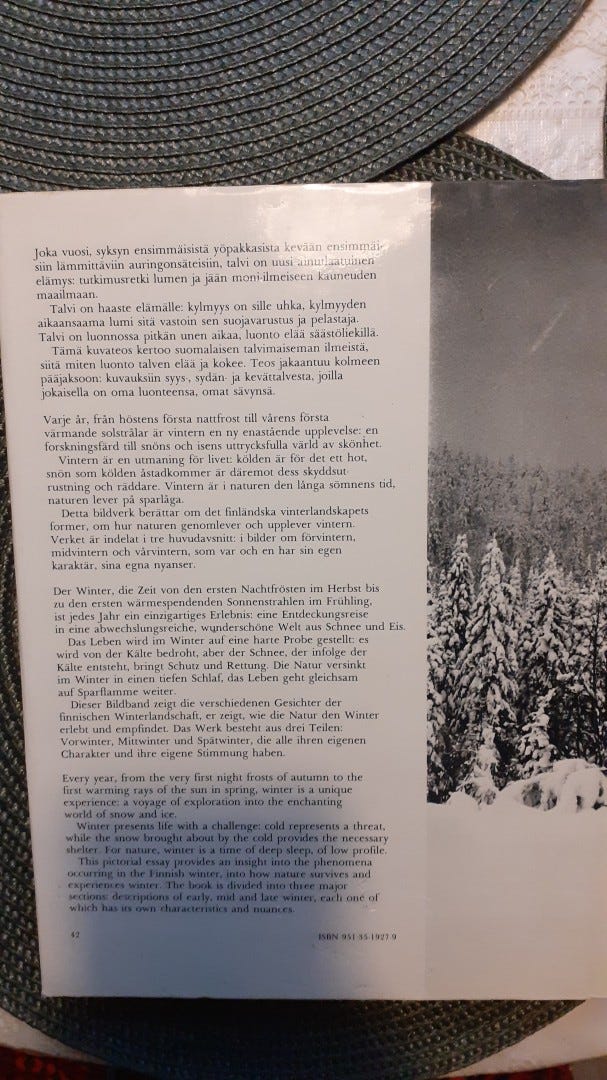 Joka vuosi, syksyn ensimmäisistä yöpakkasista kevään ensimmäi-
siin lämmittäviin auringonsäteisiin, talvi on uusi ainutlaatuinen
elämys: tutkimusretki lumen ja jään moni-ilmeiseen kauneuden
maailmaan.
Talvi on haaste elämälle: kylmyys on sille uhka, kylmyyden
aikaansaama lumi sitä vastoin sen suojavarustus ja pelastaja.
Talvi on luonnossa pitkän unen aikaa, luonto elää säästöliekillä.
Tämä kuvateos kertoo suomalaisen talvimaiseman ilmeistä,
siitä miten luonto talven elää ja kokee. Teos jakaantuu kolmeen
pääjaksoon: kuvauksiin syys-, sydän- ja kevättalvesta, joilla
jokaisella on oma luonteensa, omat sävynsä.
Varje år, från höstens första nattfrost till vårens första
värmande solstrålar är vintern en ny enastående upplevelse: en
forskningsfärd till snöns och isens uttrycksfulla värld av skönhet.
Vintern är en utmaning för livet: kölden är för det ett hot,
snön som kölden åstadkommer är däremot dess skyddsut-
rustning och räddare. Vintern är i naturen den långa sömnens tid,
naturen lever på sparlåga.
Detta bildverk berättar om det finländska vinterlandskapets
former, om hur naturen genomlever och upplever vintern.
Verket är indelat i tre huvudavsnitt: i bilder om förvintern,
midvintern och vårvintern, som var och en har sin egen
karaktär, sina egna nyanser.
Der Winter, die Zeit von den ersten Nachtfrösten im Herbst bis
zu den ersten wärmespendenden Sonnenstrahlen im Frühling,
ist jedes Jahr ein einzigartiges Erlebnis: eine Entdeckungsreise
in eine abwechslungsreiche, wunderschöne Welt aus Schnee und Eis.
Das Leben wird im Winter auf eine harte Probe gestellt: es
wird von der Kälte bedroht, aber der Schnee, der infolge der
Kälte entsteht, bringt Schutz und Rettung. Die Natur versinkt
im Winter in einen tiefen Schlaf, das Leben geht gleichsam
auf Sparflamme weiter.
Dieser Bildband zeigt die verschiedenen Gesichter der
finnischen Winterlandschaft, er zeigt, wie die Natur den Winter
erlebt und empfindet. Das Werk besteht aus drei Teilen:
Vorwinter, Mittwinter und Spätwinter, die alle ihren eigenen
Charakter und ihre eigene Stimmung haben.
Every year, from the very first night frosts of autumn to the
first warming rays of the sun in spring, winter is a unique
experience: a voyage of exploration into the enchanting
world of snow and ice.
Winter presents life with a challenge: cold represents a threat,
while the snow brought about by the cold provides the necessary
shelter. For nature, winter is a time of deep sleep, of low profile.
This pictorial essay provides an insight into the phenomena
occurring in the Finnish winter, into how nature survives and
experiences winter. The book is divided into three major
sections: descriptions of early, mid and late winter, each one of
which has its own characteristics and nuances.
42
ISBN 951-35-1927-9